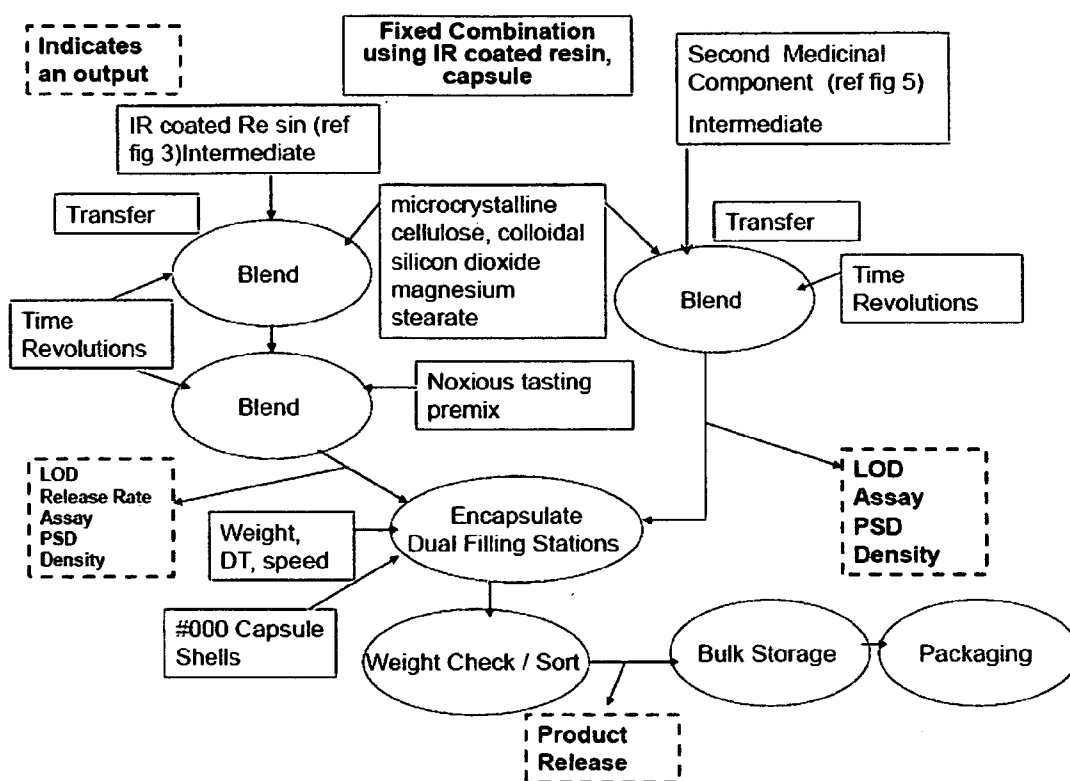 Indicates
an output
Fixed Combination
using IR coated resin,
capsule
Second Medicinal
Component (ref fig 5)
Intermediate
IR coated Re sin (ref
fig 3)Intermediate
Transfer
microcrystalline
cellulose, colloidal
silicon dioxide
magnesium
stearate
Transfer
Blend
Blend
Time
Revolutions
Time
Revolutions
Blend
Noxious tasting
premix
LOD
Release Rate
Assay
PSD
Density
LOD
Assay
PSD
Density
Encapsulate
Dual Filling Stations
Weight,
DT, speed
#000 Capsule
Shells
Weight Check / Sort
Bulk Storage
Packaging
Product
Release